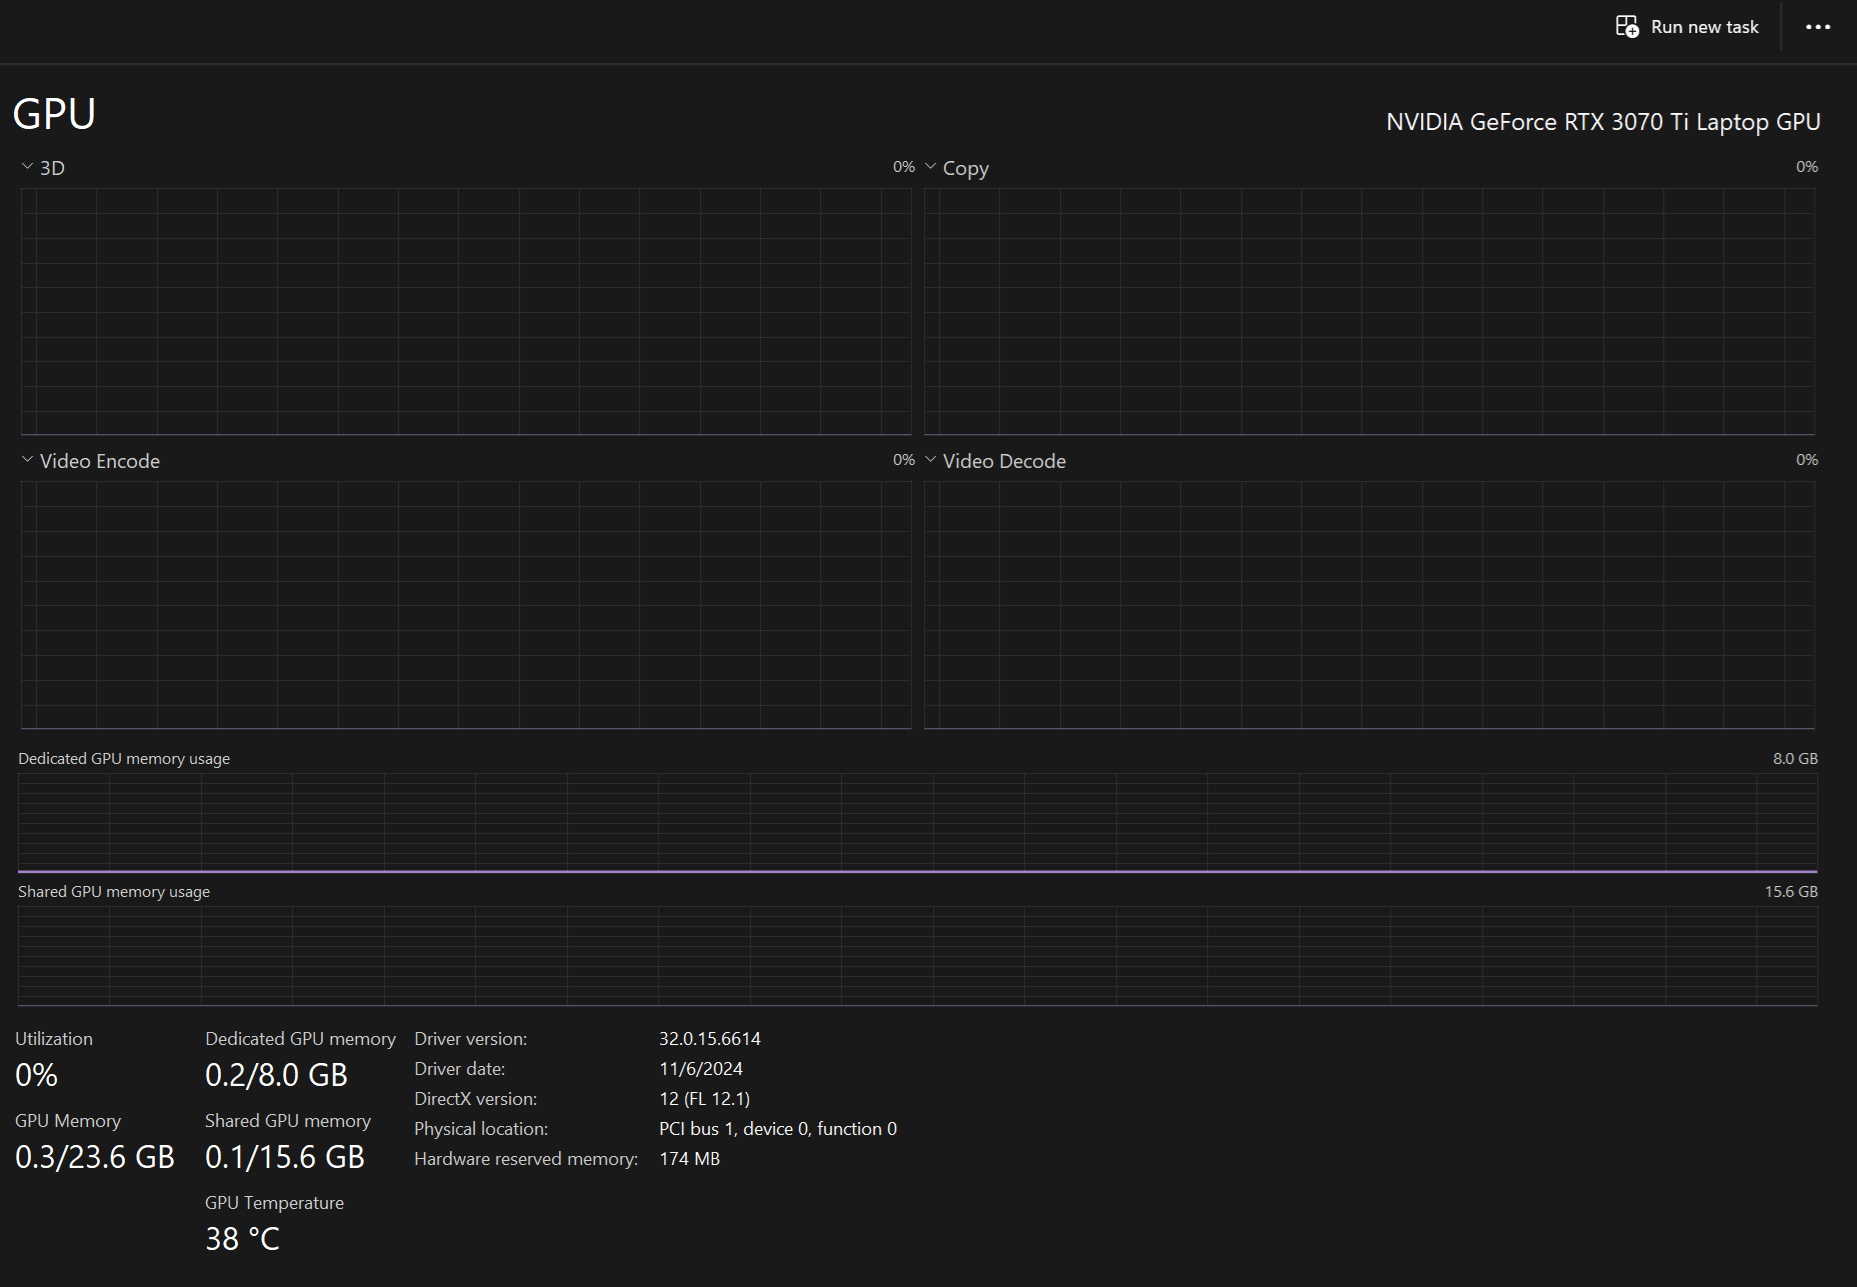 Run new task
GPU
NVIDIA GeForce RTX 3070 Ti Laptop GPU
3D 0%
Copy 0%
Video Encode 0%
Video Decode 0%
Dedicated GPU memory usage 8.0 GB
Shared GPU memory usage 15.6 GB
Utilization
0%
GPU Memory
0.3/23.6 GB
Dedicated GPU memory
0.2/8.0 GB
Shared GPU memory
0.1/15.6 GB
GPU Temperature
38 °C
Driver version: 32.0.15.6614
Driver date: 11/6/2024
DirectX version: 12 (FL 12.1)
Physical location: PCI bus 1, device 0, function 0
Hardware reserved memory: 174 MB